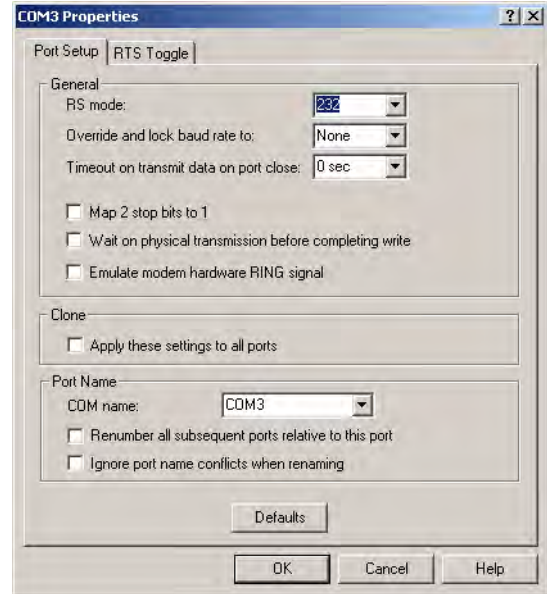 COM3 Properties
Port Setup RTS Toggle
General
RS mode: 232
Override and lock baud rate to: None
Timeout on transmit data on port close: 0 sec
Map 2 stop bits to 1
Wait on physical transmission before completing write
Emulate modem hardware RING signal
Clone
Apply these settings to all ports
Port Name
COM name: COM3
Renumber all subsequent ports relative to this port
Ignore port name conflicts when renaming
Defaults
OK Cancel Help